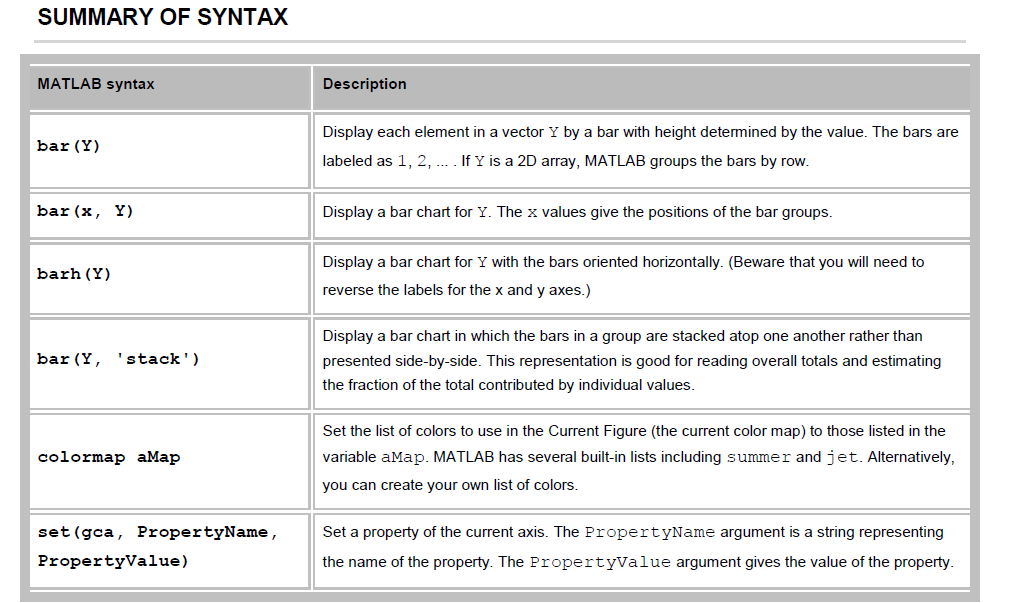 SUMMARY OF SYNTAX
MATLAB syntax
Description
bar(Y)
Display each element in a vector Y by a bar with height determined by the value. The bars are
labeled as 1, 2, ... . If Y is a 2D array, MATLAB groups the bars by row.
bar(x, Y)
Display a bar chart for Y. The x values give the positions of the bar groups.
barh(Y)
Display a bar chart for Y with the bars oriented horizontally. (Beware that you will need to
reverse the labels for the x and y axes.)
bar(Y, 'stack')
Display a bar chart in which the bars in a group are stacked atop one another rather than
presented side-by-side. This representation is good for reading overall totals and estimating
the fraction of the total contributed by individual values.
colormap aMap
Set the list of colors to use in the Current Figure (the current color map) to those listed in the
variable aMap. MATLAB has several built-in lists including summer and jet. Alternatively,
you can create your own list of colors.
set(gca, PropertyName,
PropertyValue)
Set a property of the current axis. The PropertyName argument is a string representing
the name of the property. The PropertyValue argument gives the value of the property.